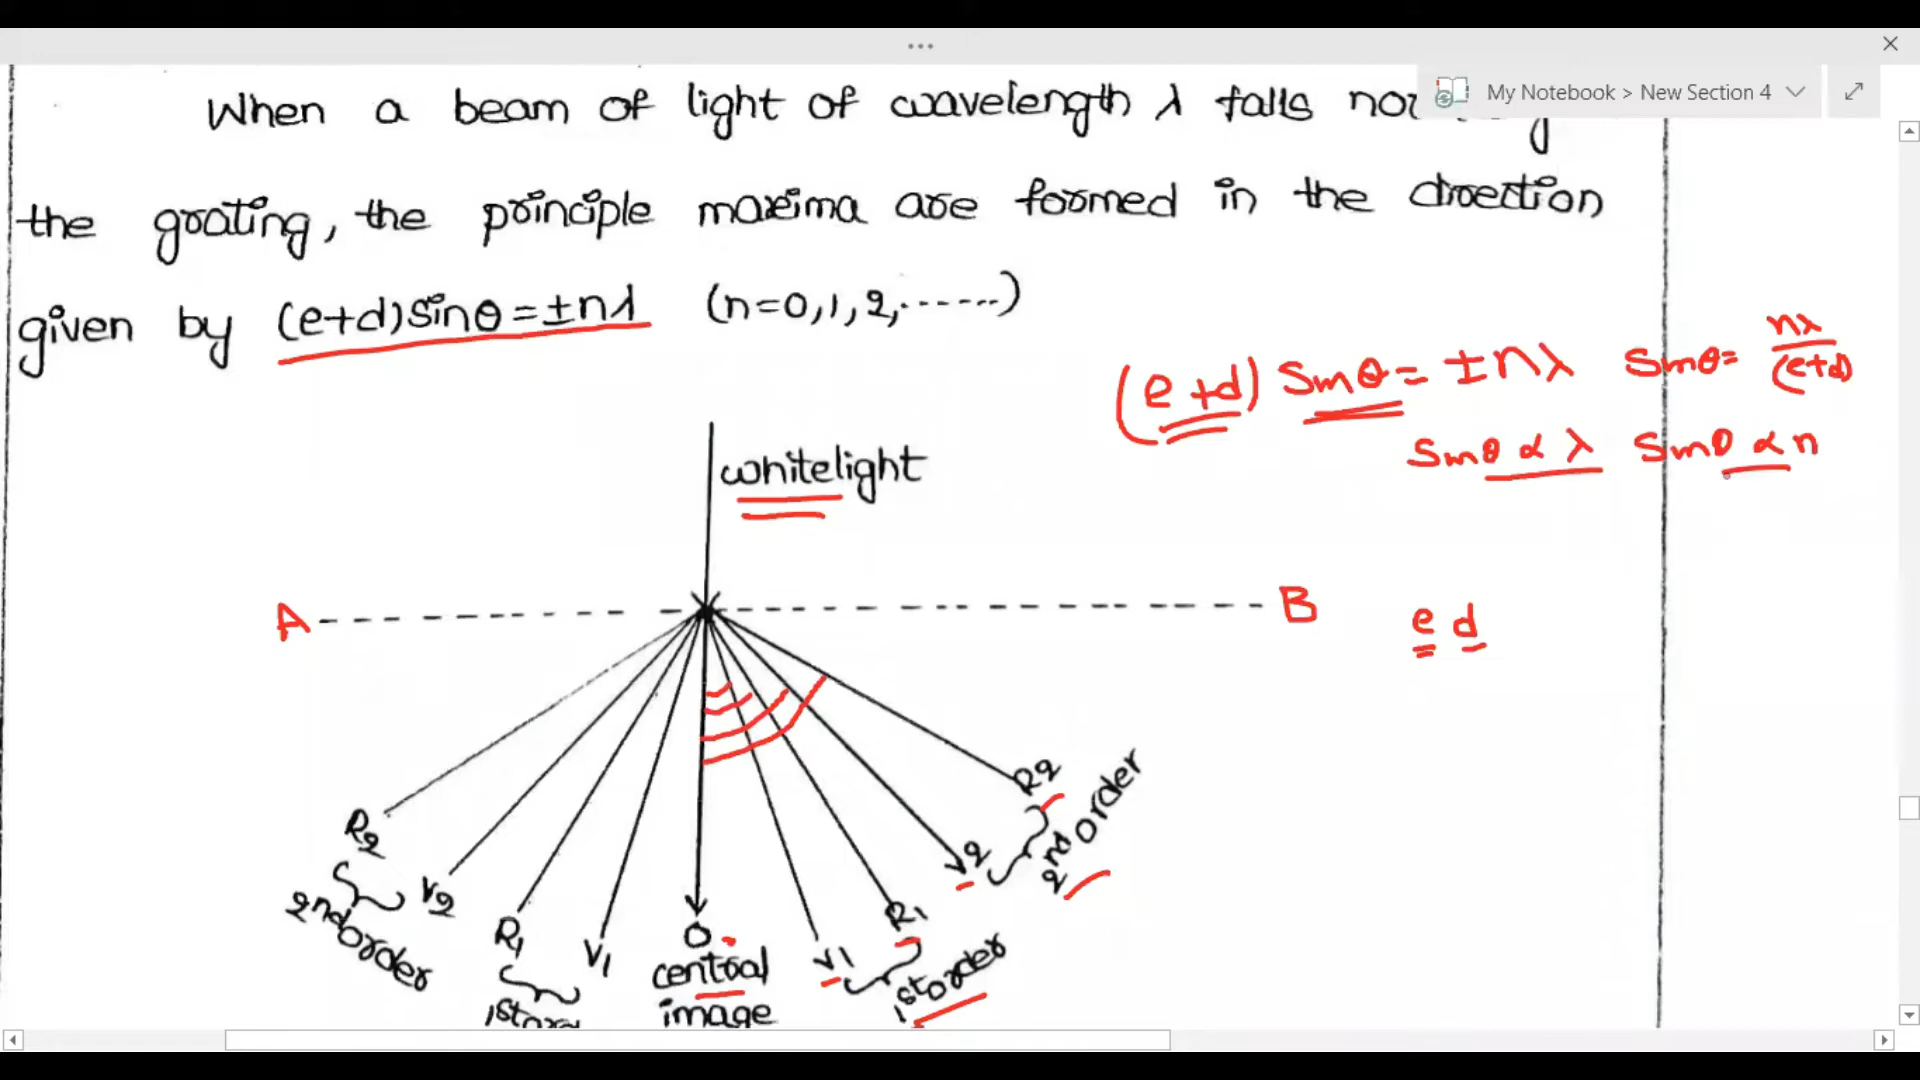 My Notebook > New Section 4
When a beam of light of wavelength λ falls
the grating, the principle maxima are formed in the direction
given by (e+d)sinθ=±nλ (n=0,1,2,......)
(e+d) Sinθ = ±nλ Sinθ= nλ/(e+d)
Sinθ ∝ λ Sinθ ∝ n
whitelight
A B
e d
R2 V2 R1 V1 O V1 R1 V2 R2
2nd order
central image
1st order
2nd order